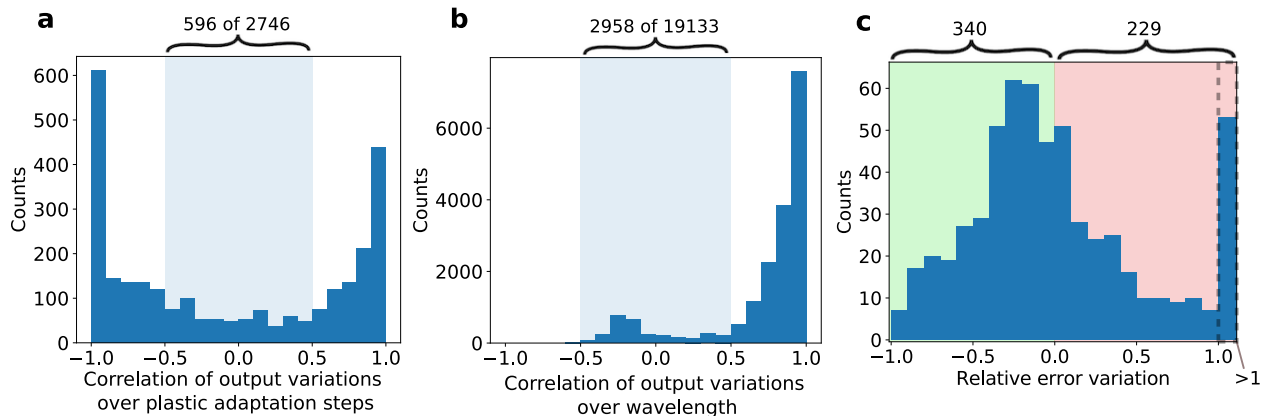 a
596 of 2746
600
500
400
300
200
100
0
Counts
−1.0
−0.5
0.0
0.5
1.0
Correlation of output variations
over plastic adaptation steps
b
2958 of 19133
6000
4000
2000
0
Counts
−1.0
−0.5
0.0
0.5
1.0
Correlation of output variations
over wavelength
c
340
229
60
50
40
30
20
10
0
Counts
−1.0
−0.5
0.0
0.5
1.0
>1
Relative error variation